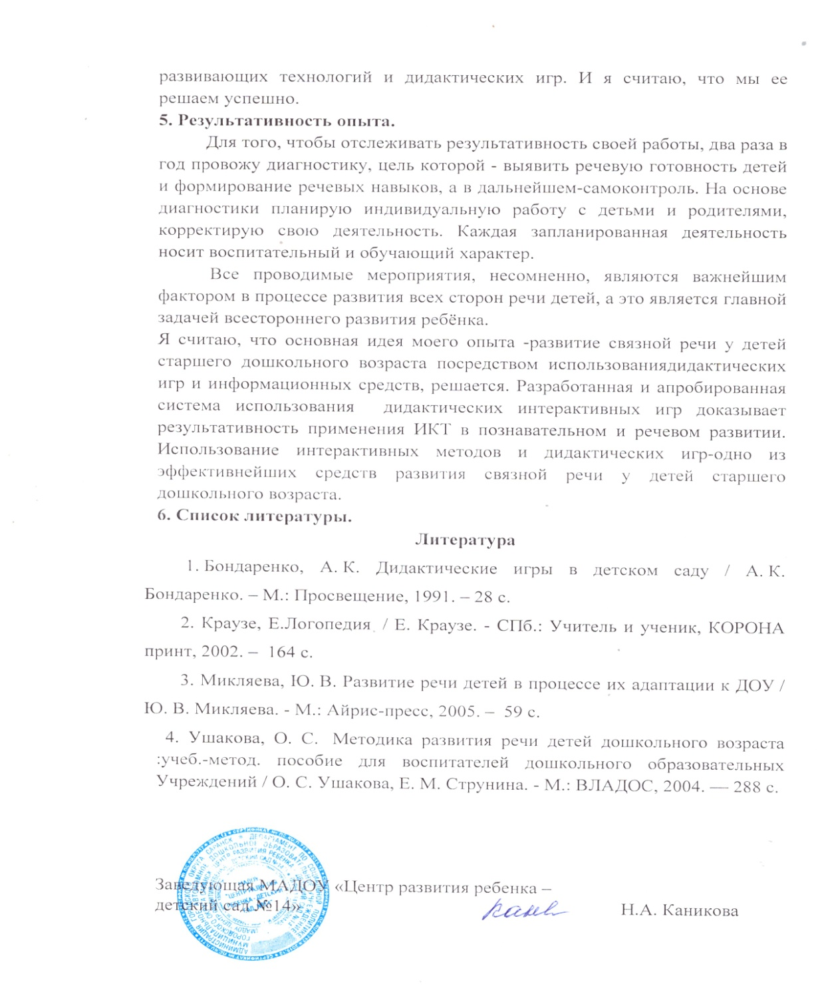 развивающих технологий и дидактических игр. И я считаю, что мы ее
решаем успешно.
5. Результативность опыта.
Для того, чтобы отслеживать результативность своей работы, два раза в
год провожу диагностику, цель которой - выявить речевую готовность детей
и формирование речевых навыков, а в дальнейшем-самоконтроль. На основе
диагностики планирую индивидуальную работу с детьми и родителями,
корректирую свою деятельность. Каждая запланированная деятельность
носит воспитательный и обучающий характер.
Все проводимые мероприятия, несомненно, являются важнейшим
фактором в процессе развития всех сторон речи детей, а это является главной
задачей всестороннего развития ребёнка.
Я считаю, что основная идея моего опыта -развитие связной речи у детей
старшего дошкольного возраста посредством использованиядидактических
игр и информационных средств, решается. Разработанная и апробированная
система использования дидактических интерактивных игр доказывает
результативность применения ИКТ в познавательном и речевом развитии.
Использование интерактивных методов и дидактических игр-одно из
эффективнейших средств развития связной речи у детей старшего
дошкольного возраста.
6. Список литературы.
Литература
1. Бондаренко, А. К. Дидактические игры в детском саду / А. К.
Бондаренко. – М.: Просвещение, 1991. – 28 с.
2. Краузе, Е.Логопедия / Е. Краузе. - СПб.: Учитель и ученик, КОРОНА
принт, 2002. – 164 с.
3. Микляева, Ю. В. Развитие речи детей в процессе их адаптации к ДОУ /
Ю. В. Микляева. - М.: Айрис-пресс, 2005. – 59 с.
4. Ушакова, О. С. Методика развития речи детей дошкольного возраста
:учеб.-метод. пособие для воспитателей дошкольного образовательных
Учреждений / О. С. Ушакова, Е. М. Струнина. - М.: ВЛАДОС, 2004. — 288 с.
Заведующая МАДОУ «Центр развития ребенка –
детский сад №14»
Н.А. Каникова